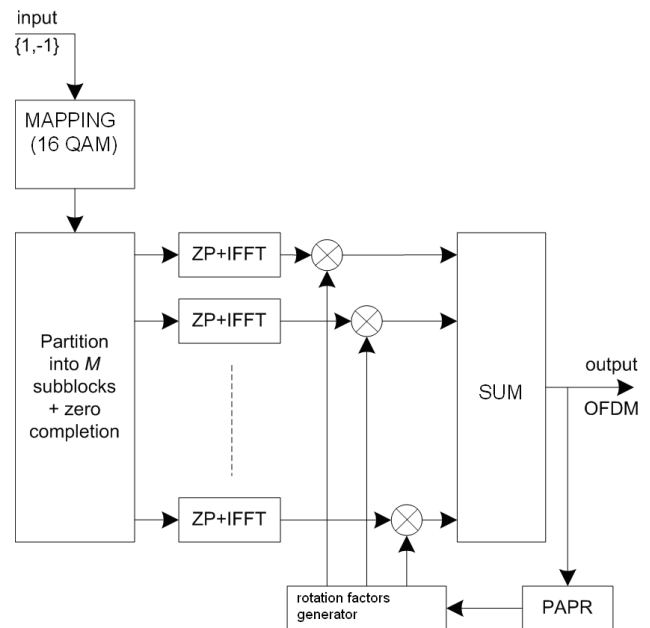 input
{1,-1}
MAPPING
(16 QAM)
ZP+IFFT
ZP+IFFT
Partition
into M
subblocks
+ zero
completion
SUM
output
OFDM
ZP+IFFT
rotation factors
generator
PAPR